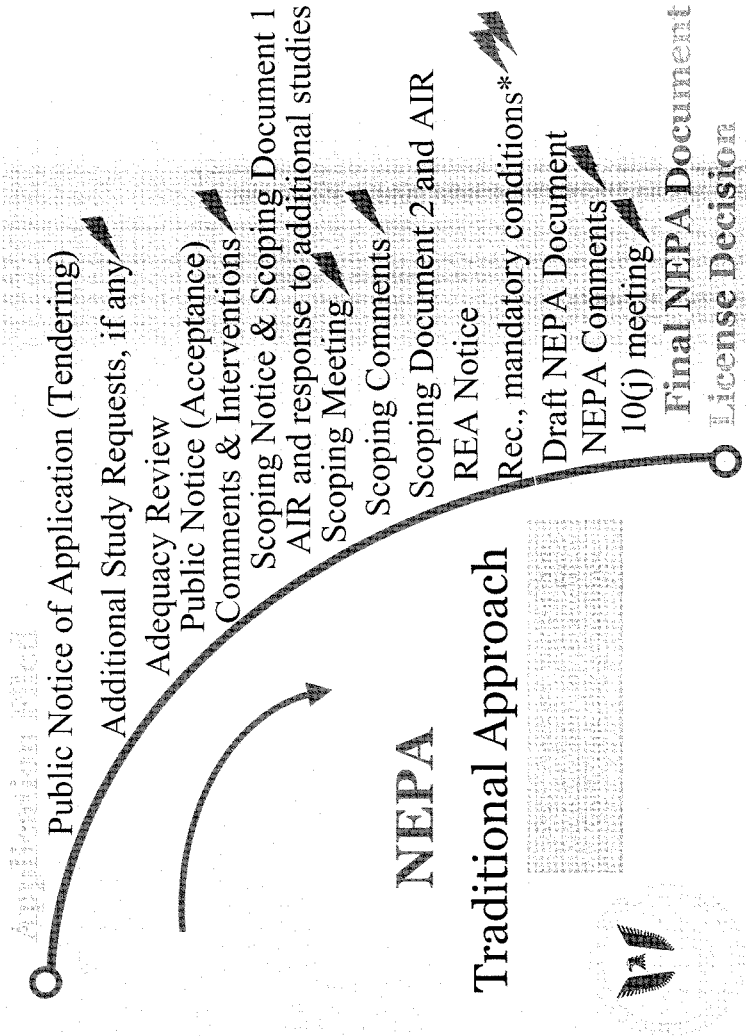 Application Filed
Public Notice of Application (Tendering)
Additional Study Requests, if any
Adequacy Review
Public Notice (Acceptance)
Comments & Interventions
Scoping Notice & Scoping Document 1
AIR and response to additional studies
Scoping Meeting
Scoping Comments
Scoping Document 2 and AIR
REA Notice
Rec., mandatory conditions*
Draft NEPA Document
NEPA Comments
10(j) meeting
Final NEPA Document
License Decision
NEPA
Traditional Approach